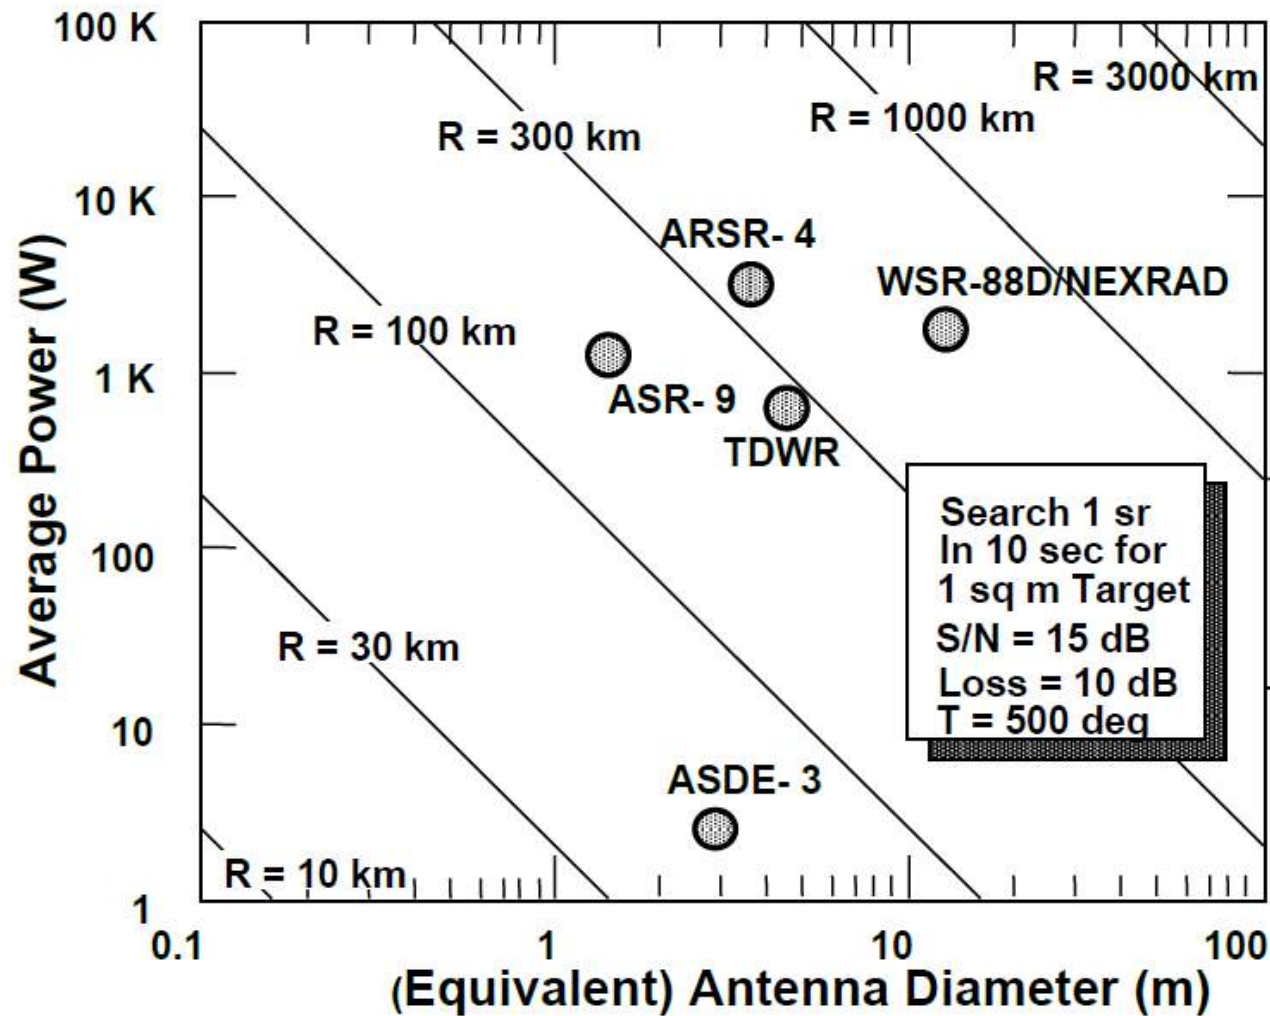 100 K
R = 3000 km
R = 1000 km
R = 300 km
10 K
ARSR- 4
WSR-88D/NEXRAD
R = 100 km
1 K
ASR- 9
TDWR
Average Power (W)
Search 1 sr
In 10 sec for
1 sq m Target
S/N = 15 dB
Loss = 10 dB
T = 500 deq
100
R = 30 km
10
ASDE- 3
R = 10 km
1
0.1 1 10 100
(Equivalent) Antenna Diameter (m)